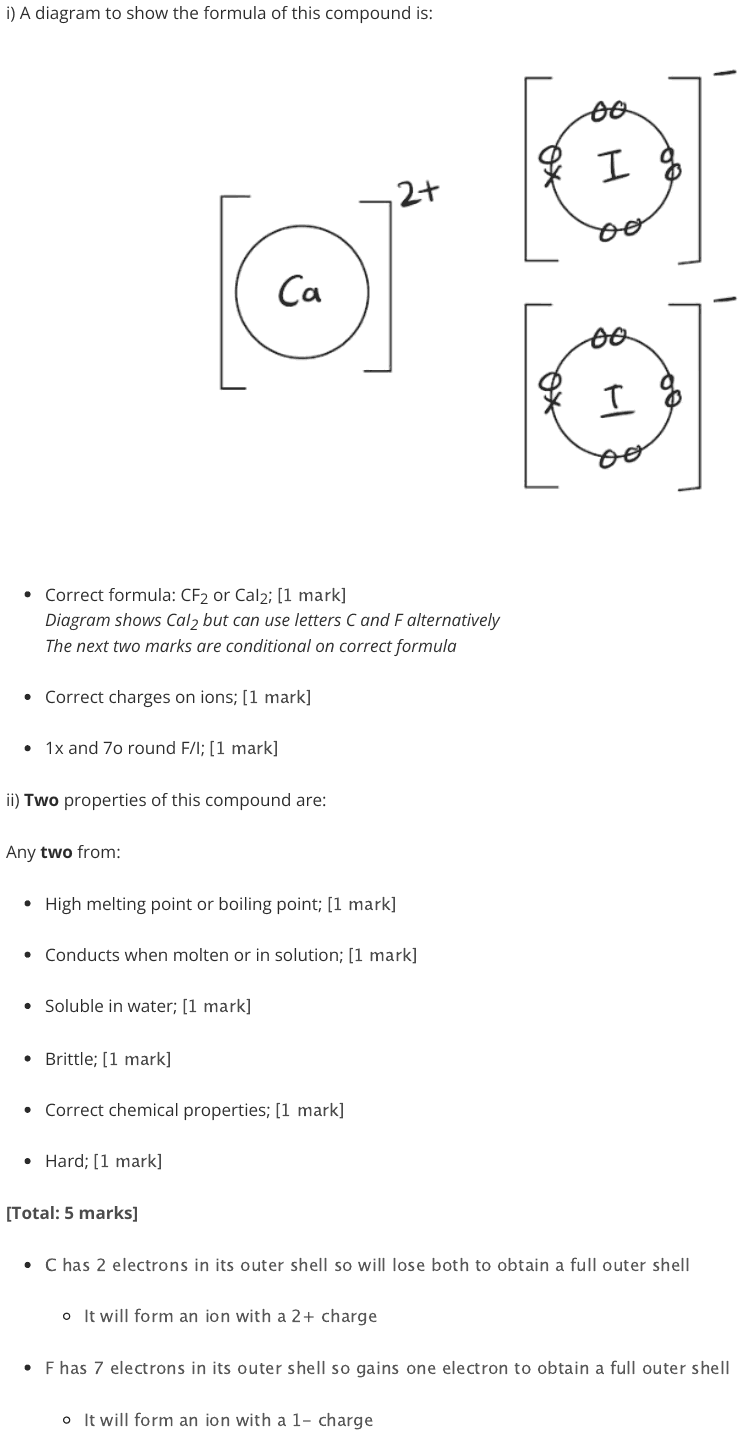 i) A diagram to show the formula of this compound is:
[ Ca ]2+
[ I ]−
[ I ]−
• Correct formula: CF2 or CaI2; [1 mark]
Diagram shows CaI2 but can use letters C and F alternatively
The next two marks are conditional on correct formula
• Correct charges on ions; [1 mark]
• 1x and 7o round F/I; [1 mark]
ii) Two properties of this compound are:
Any two from:
• High melting point or boiling point; [1 mark]
• Conducts when molten or in solution; [1 mark]
• Soluble in water; [1 mark]
• Brittle; [1 mark]
• Correct chemical properties; [1 mark]
• Hard; [1 mark]
[Total: 5 marks]
• C has 2 electrons in its outer shell so will lose both to obtain a full outer shell
○ It will form an ion with a 2+ charge
• F has 7 electrons in its outer shell so gains one electron to obtain a full outer shell
○ It will form an ion with a 1– charge